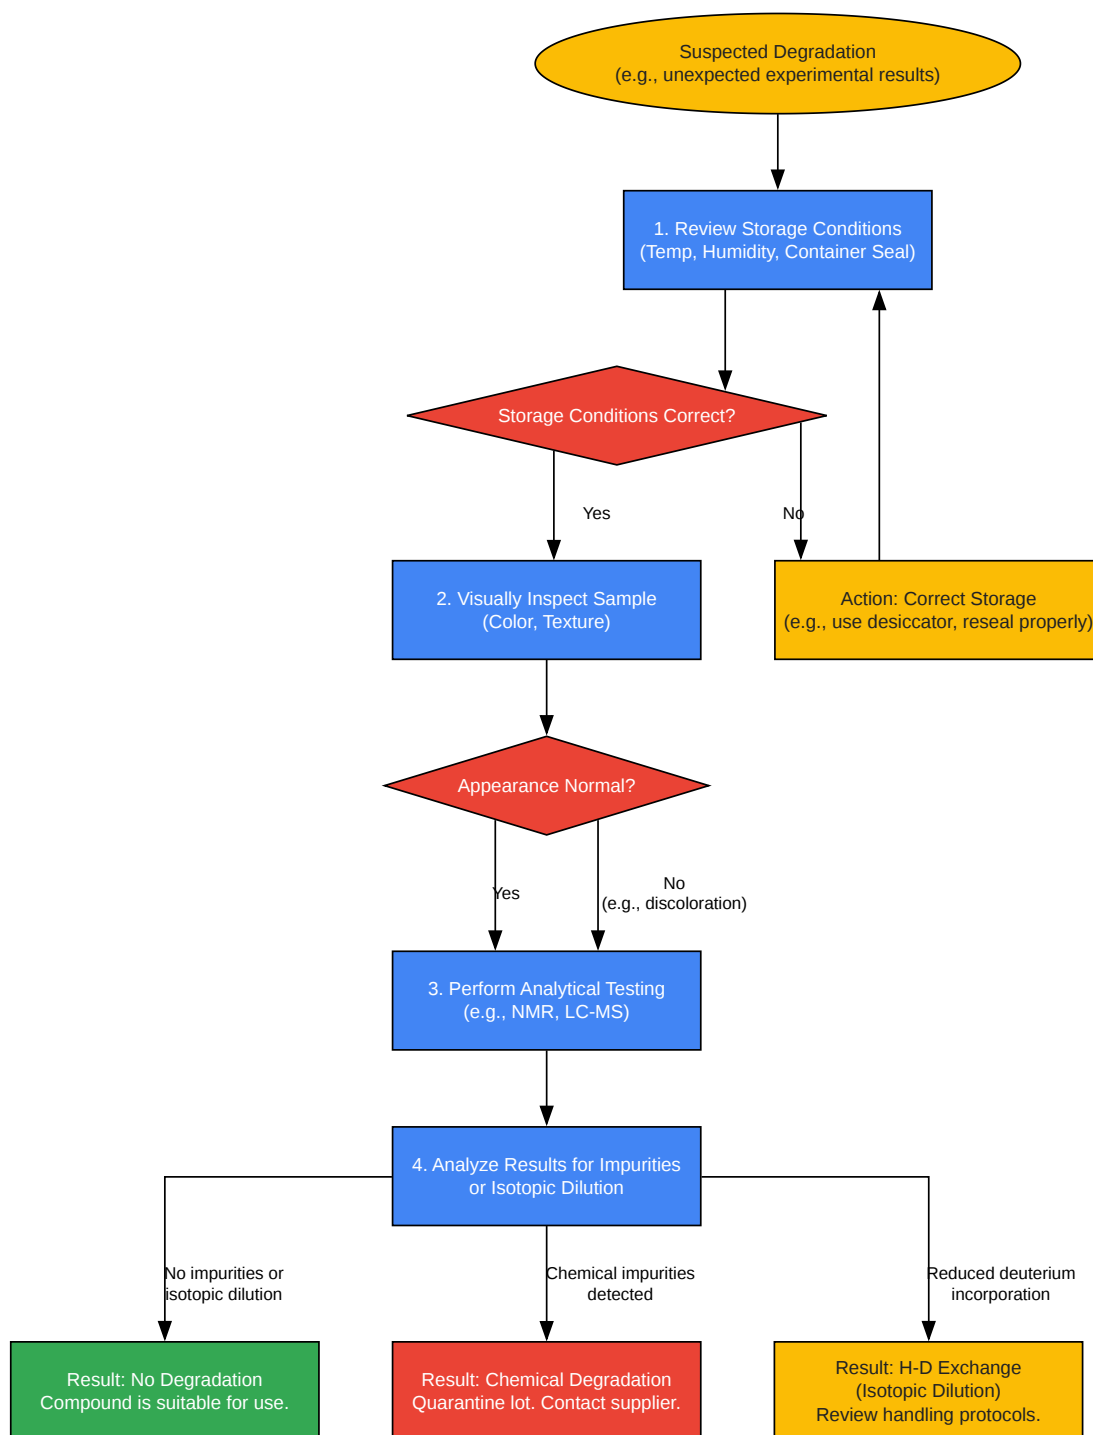 Suspected Degradation
(e.g., unexpected experimental results)
1. Review Storage Conditions
(Temp, Humidity, Container Seal)
Storage Conditions Correct?
Yes
No
2. Visually Inspect Sample
(Color, Texture)
Action: Correct Storage
(e.g., use desiccator, reseal properly)
Appearance Normal?
Yes
No
(e.g., discoloration)
3. Perform Analytical Testing
(e.g., NMR, LC-MS)
4. Analyze Results for Impurities
or Isotopic Dilution
No impurities or
isotopic dilution
Chemical impurities
detected
Reduced deuterium
incorporation
Result: No Degradation
Compound is suitable for use.
Result: Chemical Degradation
Quarantine lot. Contact supplier.
Result: H-D Exchange
(Isotopic Dilution)
Review handling protocols.